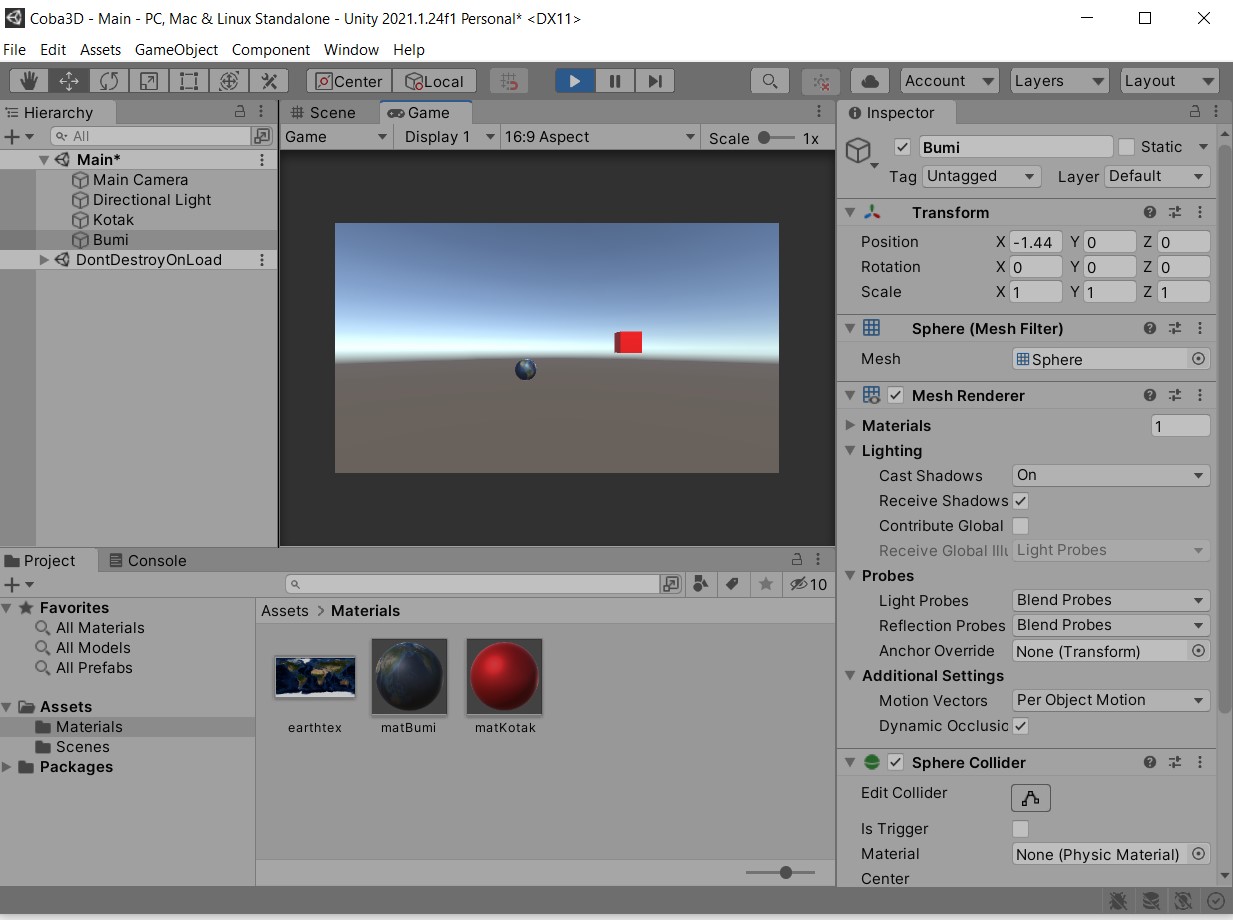 Coba3D - Main - PC, Mac & Linux Standalone - Unity 2021.1.24f1 Personal* <DX11>
File Edit Assets GameObject Component Window Help
Center Local Account Layers Layout
Hierarchy
All
Main*
Main Camera
Directional Light
Kotak
Bumi
DontDestroyOnLoad
Scene Game
Game Display 1 16:9 Aspect Scale 1x
Inspector
Bumi Static
Tag Untagged Layer Default
Transform
Position X -1.44 Y 0 Z 0
Rotation X 0 Y 0 Z 0
Scale X 1 Y 1 Z 1
Sphere (Mesh Filter)
Mesh Sphere
Mesh Renderer
Materials 1
Lighting
Cast Shadows On
Receive Shadows
Contribute Global
Receive Global Illu Light Probes
Probes
Light Probes Blend Probes
Reflection Probes Blend Probes
Anchor Override None (Transform)
Additional Settings
Motion Vectors Per Object Motion
Dynamic Occlusic
Sphere Collider
Edit Collider
Is Trigger
Material None (Physic Material)
Center
Project Console
10
Favorites
All Materials
All Models
All Prefabs
Assets
Materials
Scenes
Packages
Assets > Materials
earthtex matBumi matKotak